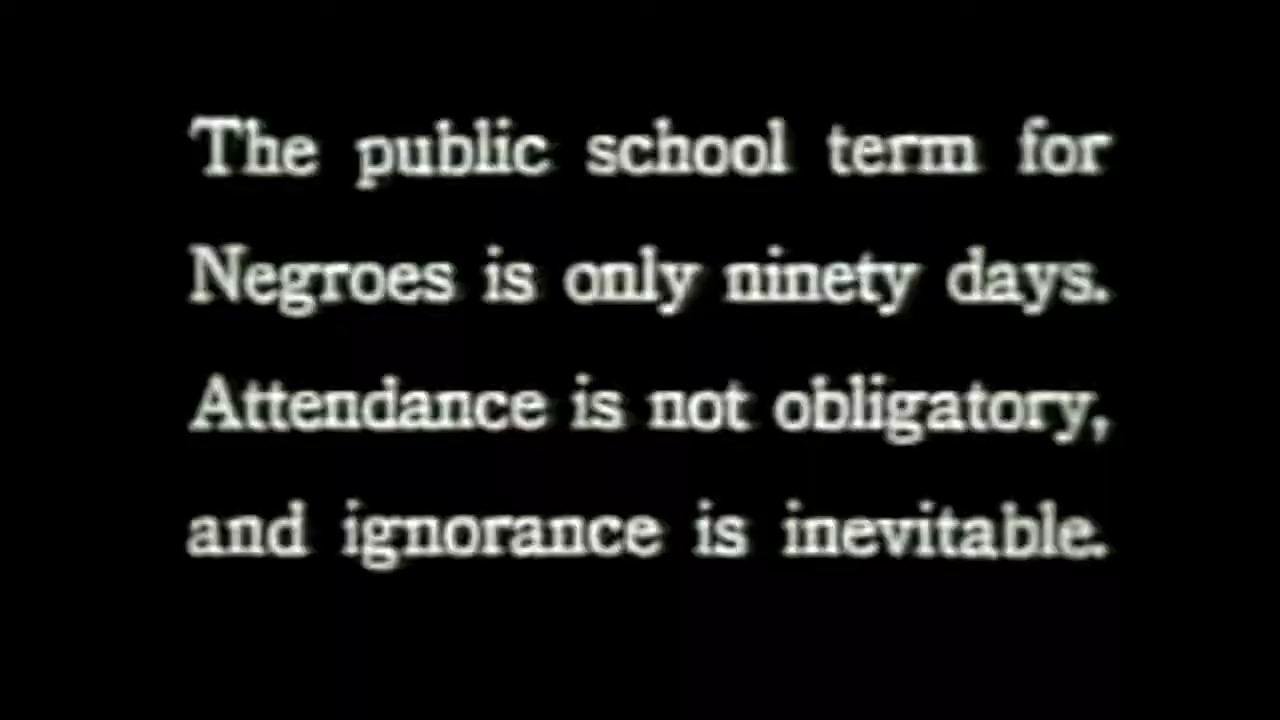 The public school term for
Negroes is only ninety days.
Attendance is not obligatory,
and ignorance is inevitable.